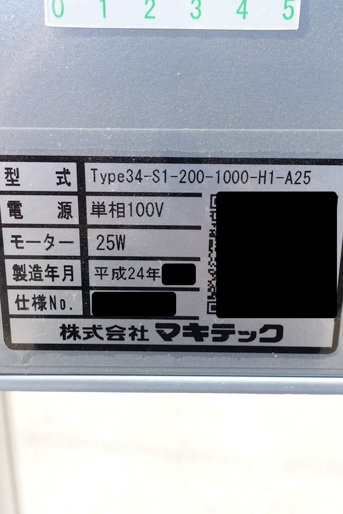 0 1 2 3 4 5
型 式 Type34-S1-200-1000-H1-A25
電 源 単相100V
モーター 25W
製造年月 平成24年
仕様No.
株式会社 マキテック